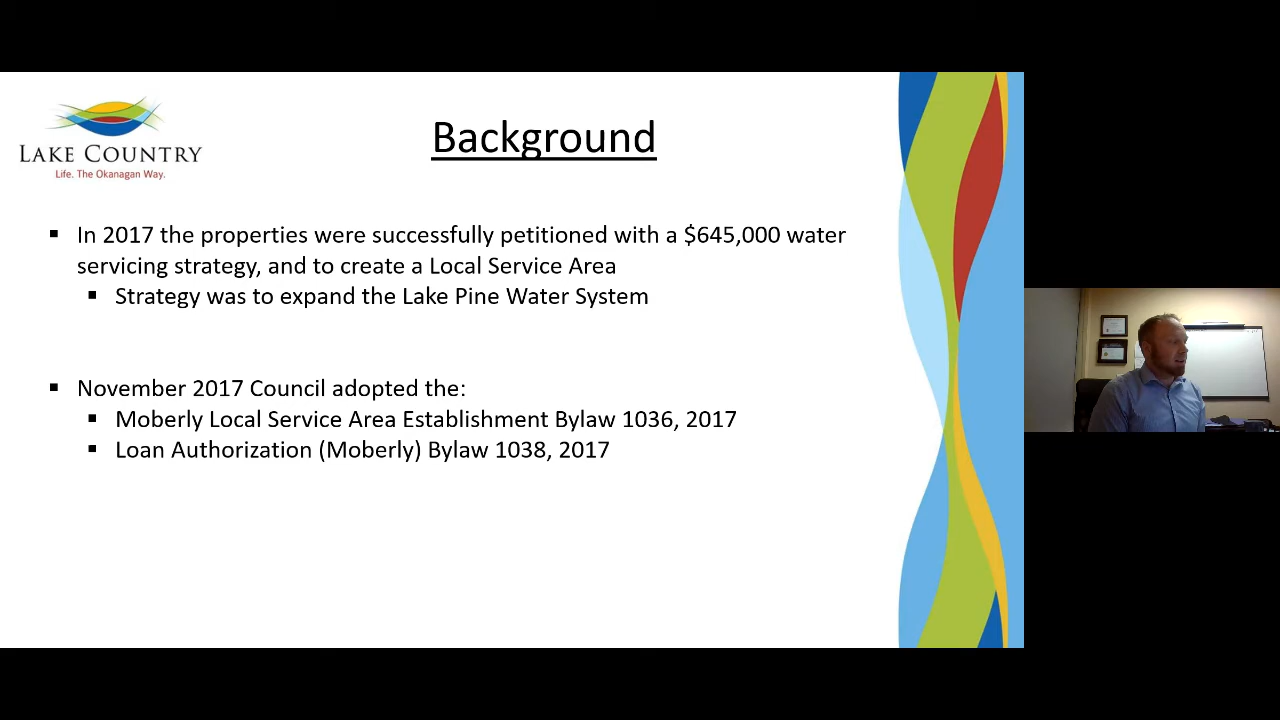 LAKE COUNTRY
Life. The Okanagan Way.
Background
▪ In 2017 the properties were successfully petitioned with a $645,000 water
servicing strategy, and to create a Local Service Area
▪ Strategy was to expand the Lake Pine Water System
▪ November 2017 Council adopted the:
▪ Moberly Local Service Area Establishment Bylaw 1036, 2017
▪ Loan Authorization (Moberly) Bylaw 1038, 2017